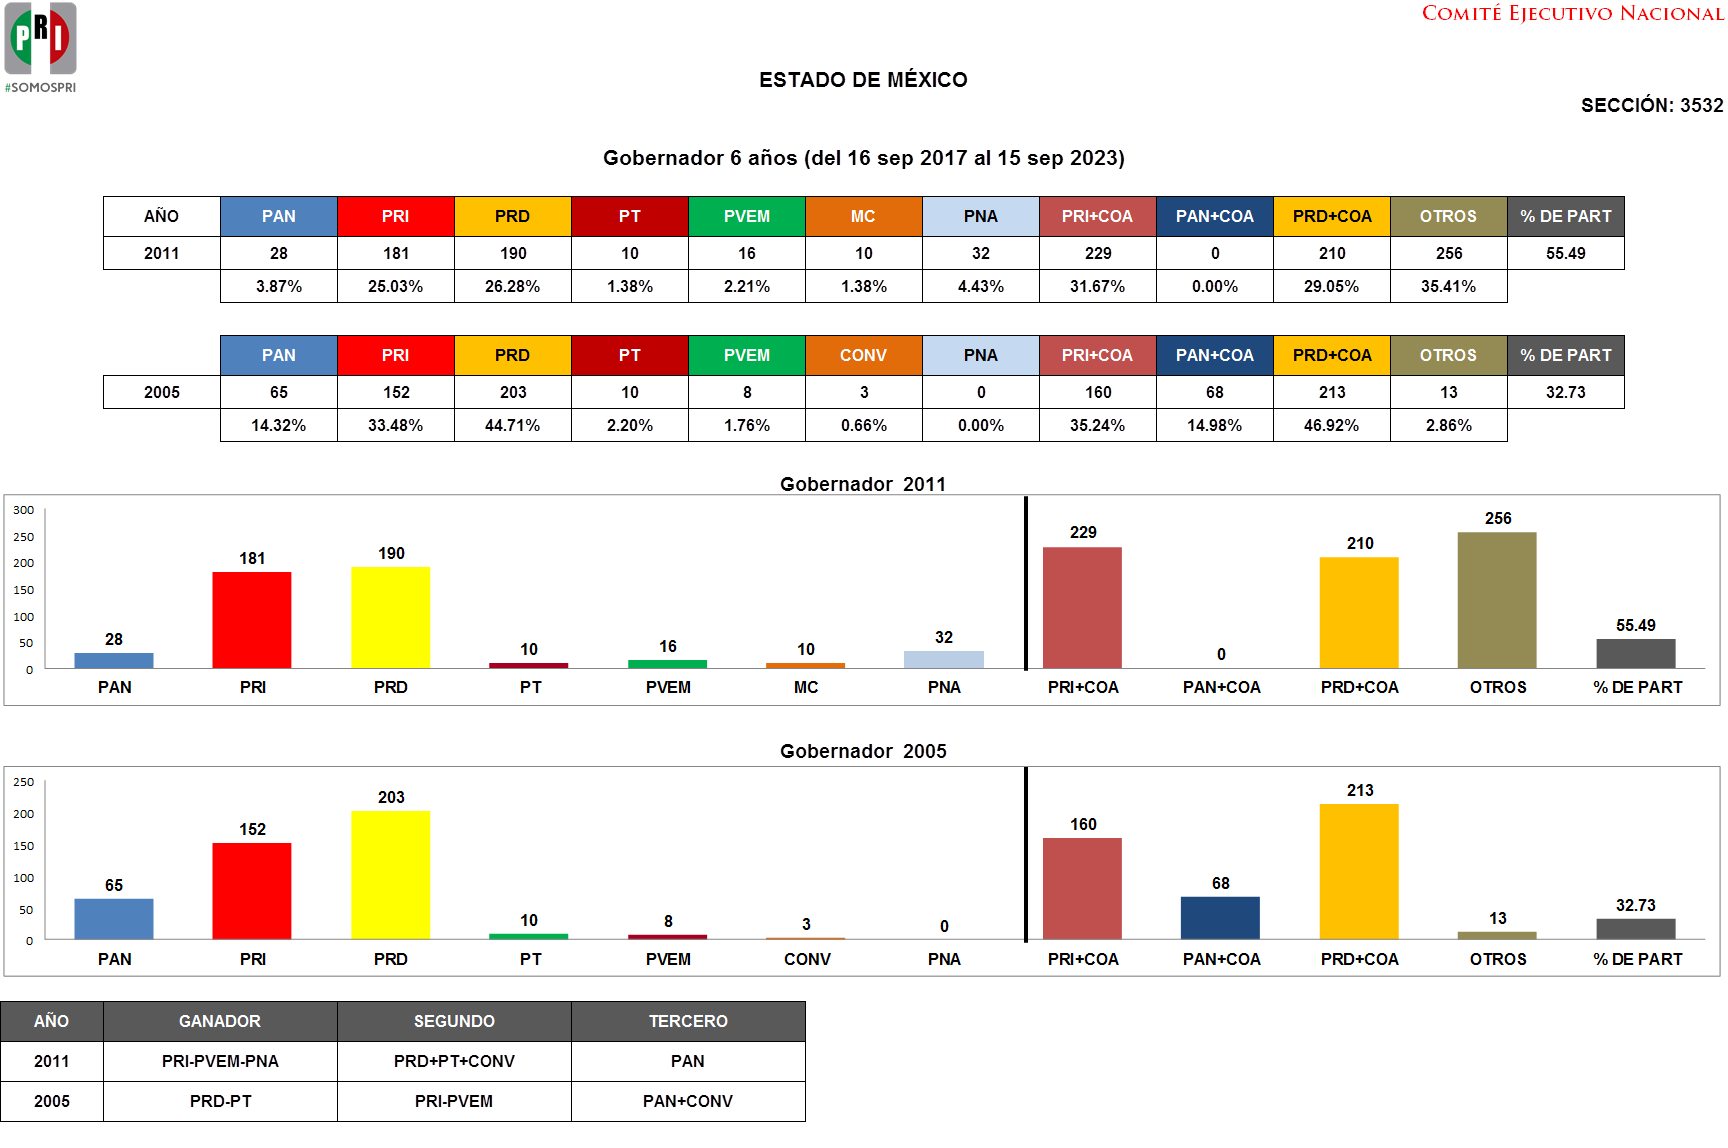 PRI
#SOMOSPRI
COMITÉ EJECUTIVO NACIONAL
ESTADO DE MÉXICO
SECCIÓN: 3532
Gobernador 6 años (del 16 sep 2017 al 15 sep 2023)
AÑO PAN PRI PRD PT PVEM MC PNA PRI+COA PAN+COA PRD+COA OTROS % DE PART
2011 28 181 190 10 16 10 32 229 0 210 256 55.49
3.87% 25.03% 26.28% 1.38% 2.21% 1.38% 4.43% 31.67% 0.00% 29.05% 35.41%
PAN PRI PRD PT PVEM CONV PNA PRI+COA PAN+COA PRD+COA OTROS % DE PART
2005 65 152 203 10 8 3 0 160 68 213 13 32.73
14.32% 33.48% 44.71% 2.20% 1.76% 0.66% 0.00% 35.24% 14.98% 46.92% 2.86%
Gobernador 2011
300
250
200
150
100
50
0
28 181 190 10 16 10 32 229 0 210 256 55.49
PAN PRI PRD PT PVEM MC PNA PRI+COA PAN+COA PRD+COA OTROS % DE PART
Gobernador 2005
250
200
150
100
50
0
65 152 203 10 8 3 0 160 68 213 13 32.73
PAN PRI PRD PT PVEM CONV PNA PRI+COA PAN+COA PRD+COA OTROS % DE PART
AÑO GANADOR SEGUNDO TERCERO
2011 PRI-PVEM-PNA PRD+PT+CONV PAN
2005 PRD-PT PRI-PVEM PAN+CONV